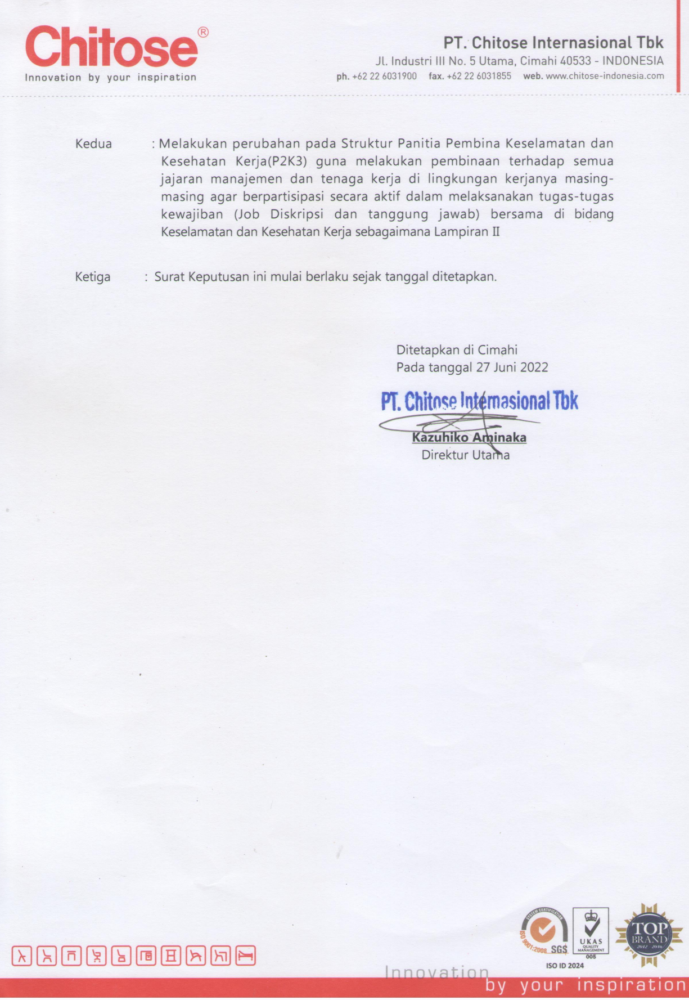 Chitose®
Innovation by your inspiration
PT. Chitose Internasional Tbk
Jl. Industri III No. 5 Utama, Cimahi 40533 - INDONESIA
ph. +62 22 6031900 fax. +62 22 6031855 web. www.chitose-indonesia.com
Kedua : Melakukan perubahan pada Struktur Panitia Pembina Keselamatan dan
Kesehatan Kerja(P2K3) guna melakukan pembinaan terhadap semua
jajaran manajemen dan tenaga kerja di lingkungan kerjanya masing-
masing agar berpartisipasi secara aktif dalam melaksanakan tugas-tugas
kewajiban (Job Diskripsi dan tanggung jawab) bersama di bidang
Keselamatan dan Kesehatan Kerja sebagaimana Lampiran II
Ketiga : Surat Keputusan ini mulai berlaku sejak tanggal ditetapkan.
Ditetapkan di Cimahi
Pada tanggal 27 Juni 2022
PT. Chitose Internasional Tbk
Kazuhiko Aminaka
Direktur Utama
SYSTEM CERTIFICATION
ISO 9001:2008 SGS
UKAS
QUALITY
MANAGEMENT
005
ISO ID 2024
TOP
BRAND
2012 2016
Innovation
by your inspiration